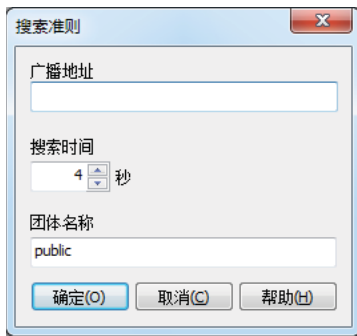 搜索准则
广播地址
搜索时间
4 秒
团体名称
public
确定(O) 取消(C) 帮助(H)